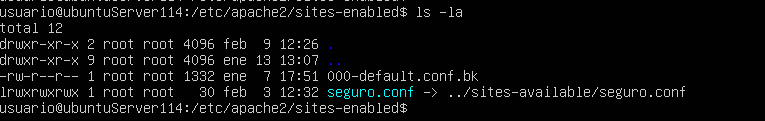 usuario@ubuntuServer114:/etc/apache2/sites-enabled$ ls -la
total 12
drwxr-xr-x 2 root root 4096 feb  9 12:26 .
drwxr-xr-x 9 root root 4096 ene 13 13:07 ..
-rw-r--r-- 1 root root 1332 ene  7 17:51 000-default.conf.bk
lrwxrwxrwx 1 root root   30 feb  3 12:32 seguro.conf -> ../sites-available/seguro.conf
usuario@ubuntuServer114:/etc/apache2/sites-enabled$